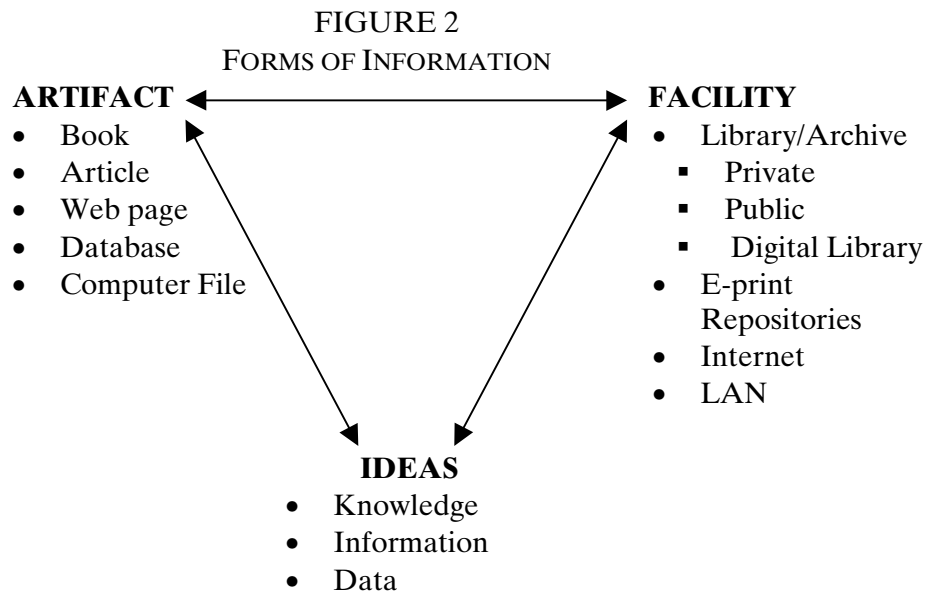 FIGURE 2
FORMS OF INFORMATION
ARTIFACT
• Book
• Article
• Web page
• Database
• Computer File
FACILITY
• Library/Archive
▪ Private
▪ Public
▪ Digital Library
• E-print
Repositories
• Internet
• LAN
IDEAS
• Knowledge
• Information
• Data